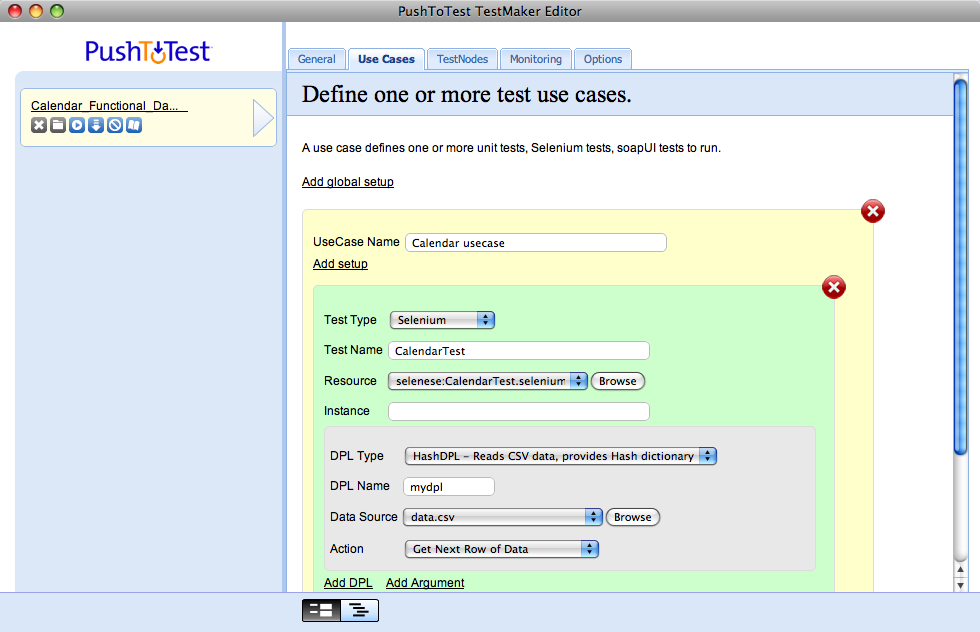 PushToTest TestMaker Editor
PushToTest
Calendar_Functional_Da...
General
Use Cases
TestNodes
Monitoring
Options
Define one or more test use cases.
A use case defines one or more unit tests, Selenium tests, soapUI tests to run.
Add global setup
UseCase Name Calendar usecase
Add setup
Test Type Selenium
Test Name CalendarTest
Resource selenese:CalendarTest.selenium Browse
Instance
DPL Type HashDPL – Reads CSV data, provides Hash dictionary
DPL Name mydpl
Data Source data.csv Browse
Action Get Next Row of Data
Add DPL Add Argument